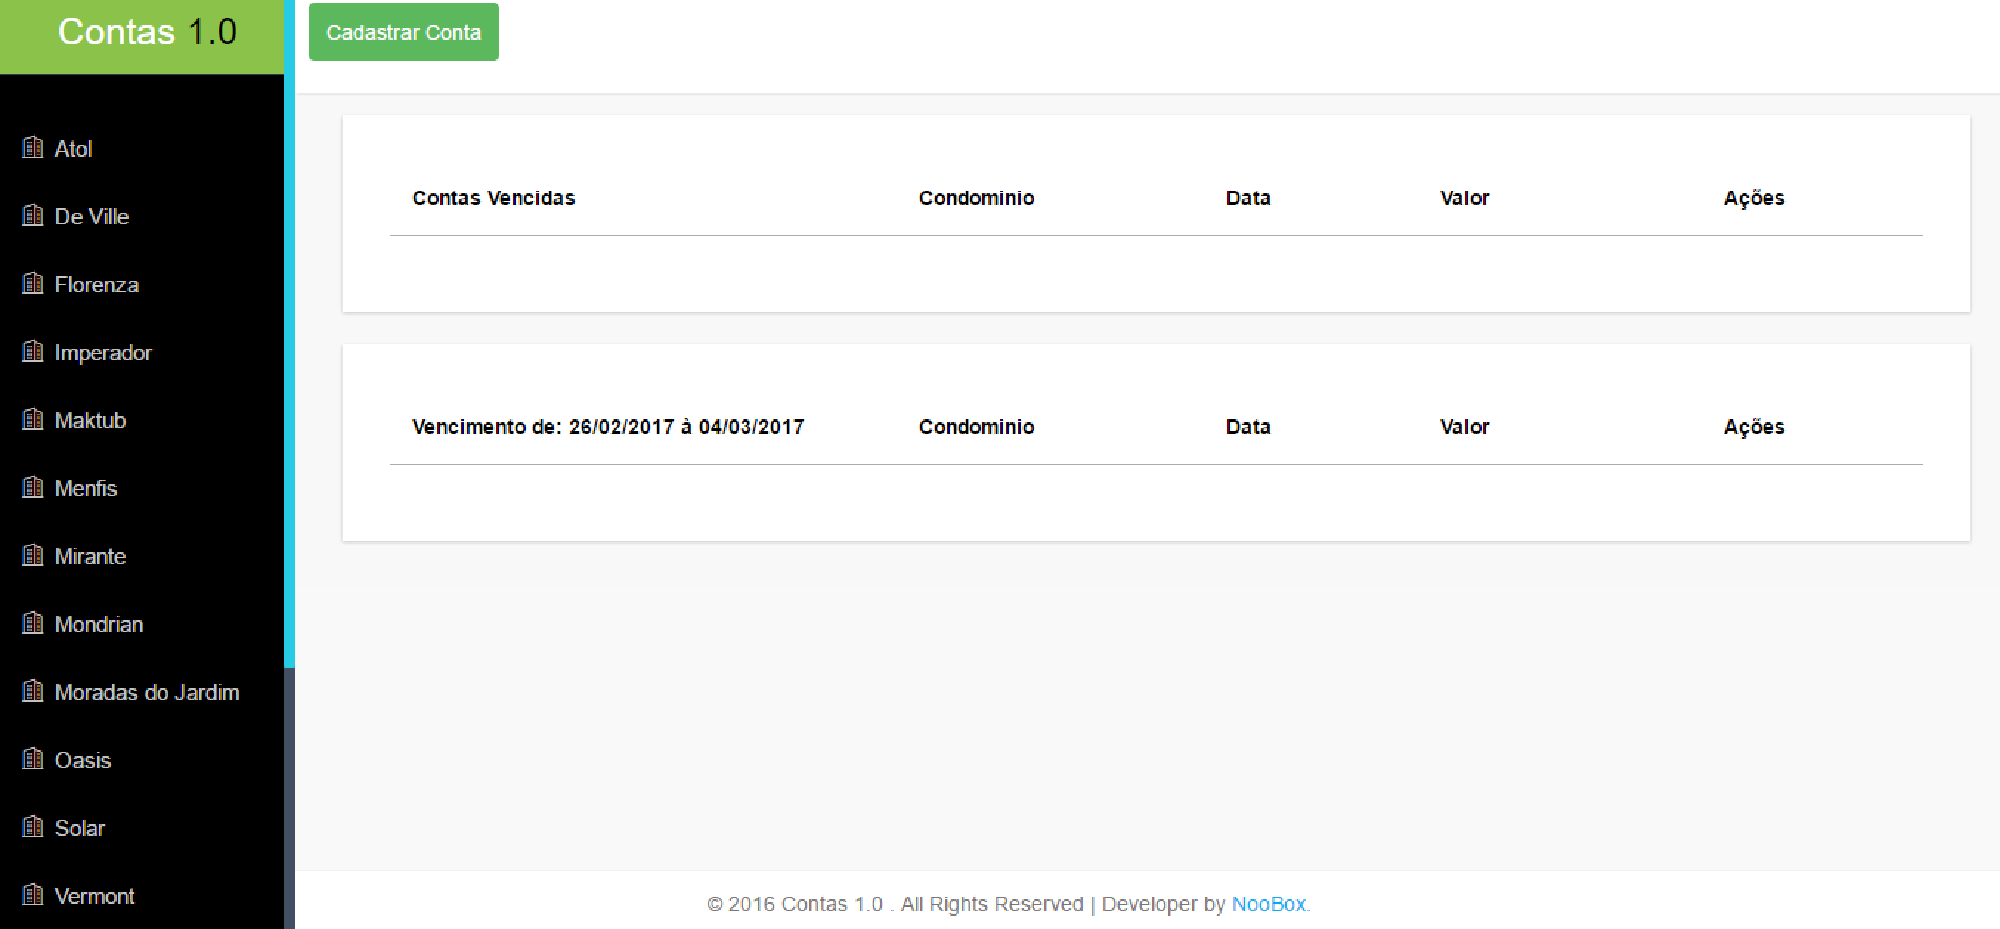 Contas 1.0
Cadastrar Conta
Atol
De Ville
Florenza
Imperador
Maktub
Menfis
Mirante
Mondrian
Moradas do Jardim
Oasis
Solar
Vermont
Contas Vencidas Condominio Data Valor Ações
Vencimento de: 26/02/2017 à 04/03/2017 Condominio Data Valor Ações
© 2016 Contas 1.0 . All Rights Reserved | Developer by NooBox.